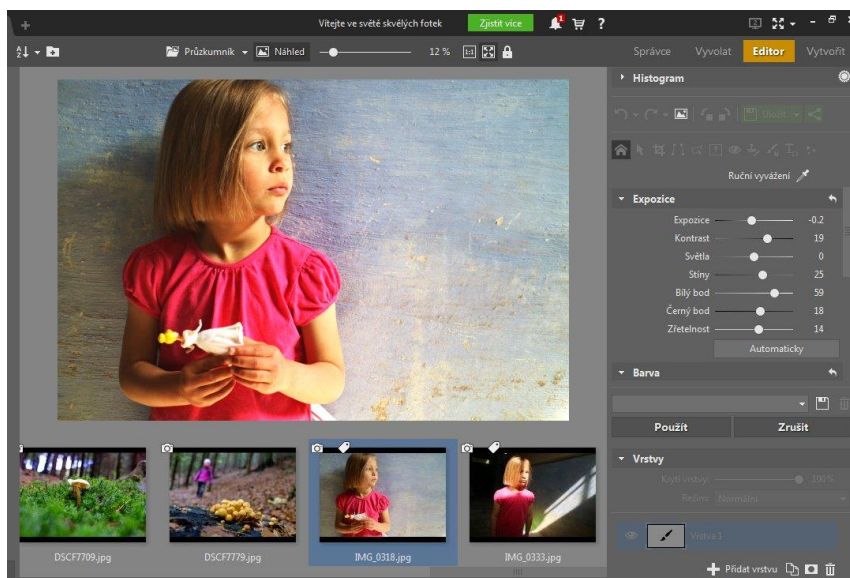 Vítejte ve světě skvělých fotek Zjistit více 1 ?
Průzkumník Náhled 12 % 1:1 Správce Vyvolat Editor Vytvořit
Histogram
Uložit
Ruční vyvážení
Expozice
Expozice -0.2
Kontrast 19
Světla 0
Stíny 25
Bílý bod 59
Černý bod 18
Zřetelnost 14
Automaticky
Barva
Použít Zrušit
Vrstvy
Krytí vrstvy: 100%
Režim: Normální
Vrstva 1
Přidat vrstvu
DSCF7709.jpg DSCF7779.jpg IMG_0318.jpg IMG_0333.jpg